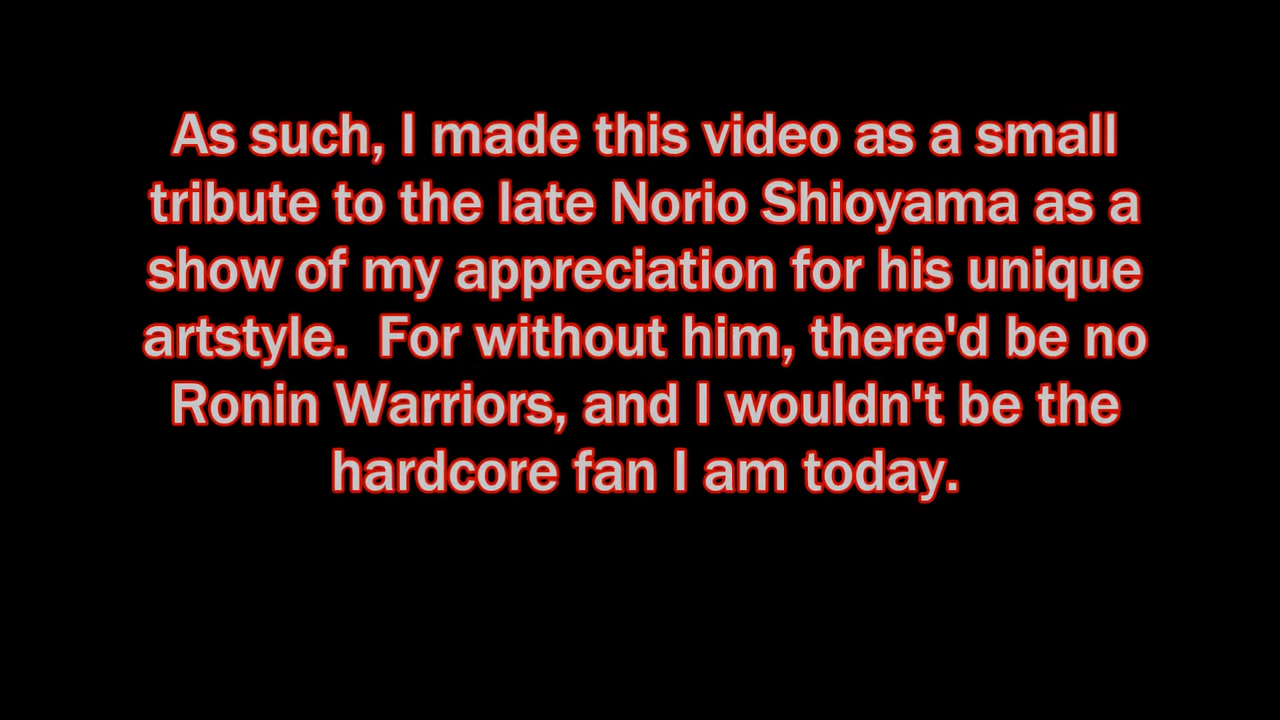 As such, I made this video as a small
tribute to the late Norio Shioyama as a
show of my appreciation for his unique
artstyle.  For without him, there'd be no
Ronin Warriors, and I wouldn't be the
hardcore fan I am today.